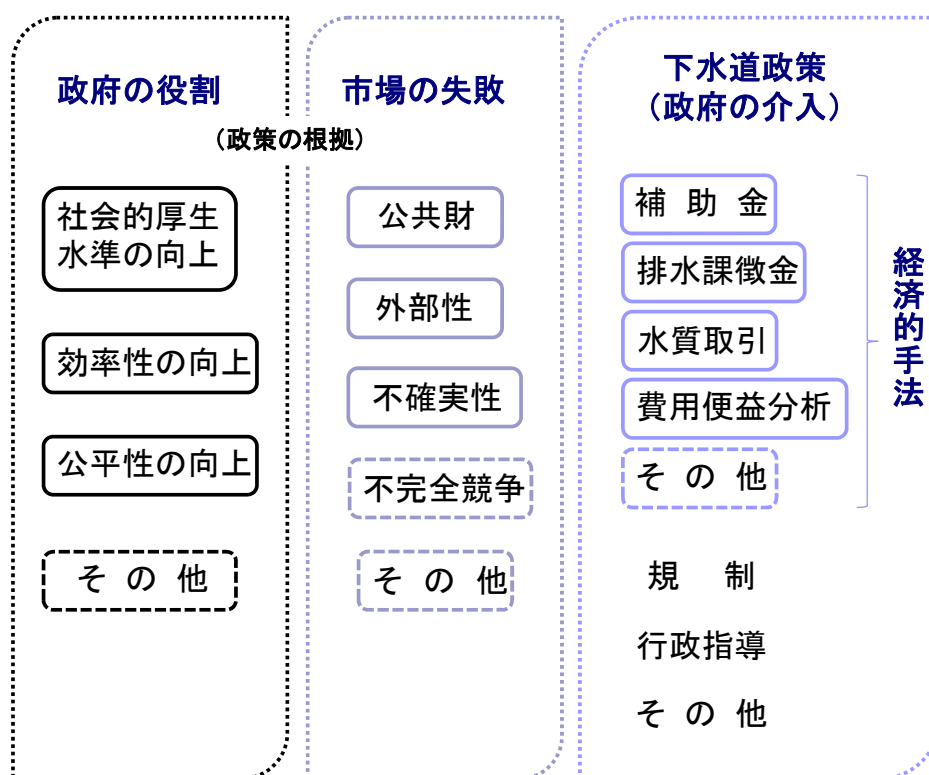 政府の役割
市場の失敗
(政策の根拠)
社会的厚生
水準の向上
効率性の向上
公平性の向上
そ の 他
公共財
外部性
不確実性
不完全競争
そ の 他
下水道政策
(政府の介入)
補 助 金
排水課徴金
水質取引
費用便益分析
そ の 他
経済的手法
規 制
行政指導
そ の 他